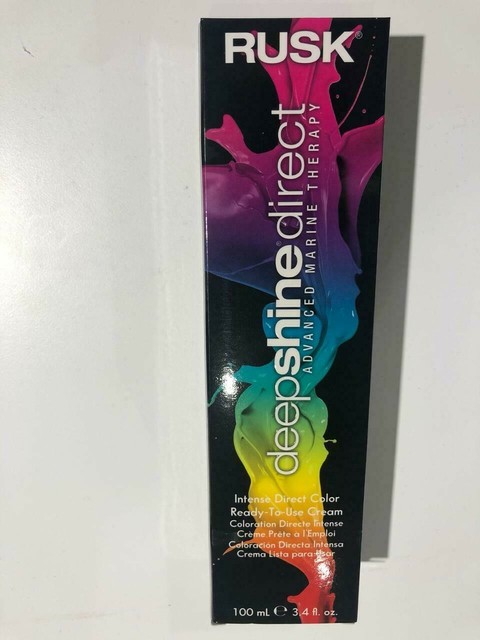 RUSK®
deepshinedirect
ADVANCED MARINE THERAPY
Intense Direct Color
Ready-To-Use Cream
Coloration Directe Intense
Crème Prête à l'Emploi
Coloración Directa Intensa
Crema Lista para Usar
100 mL ℮ 3.4 fl. oz.